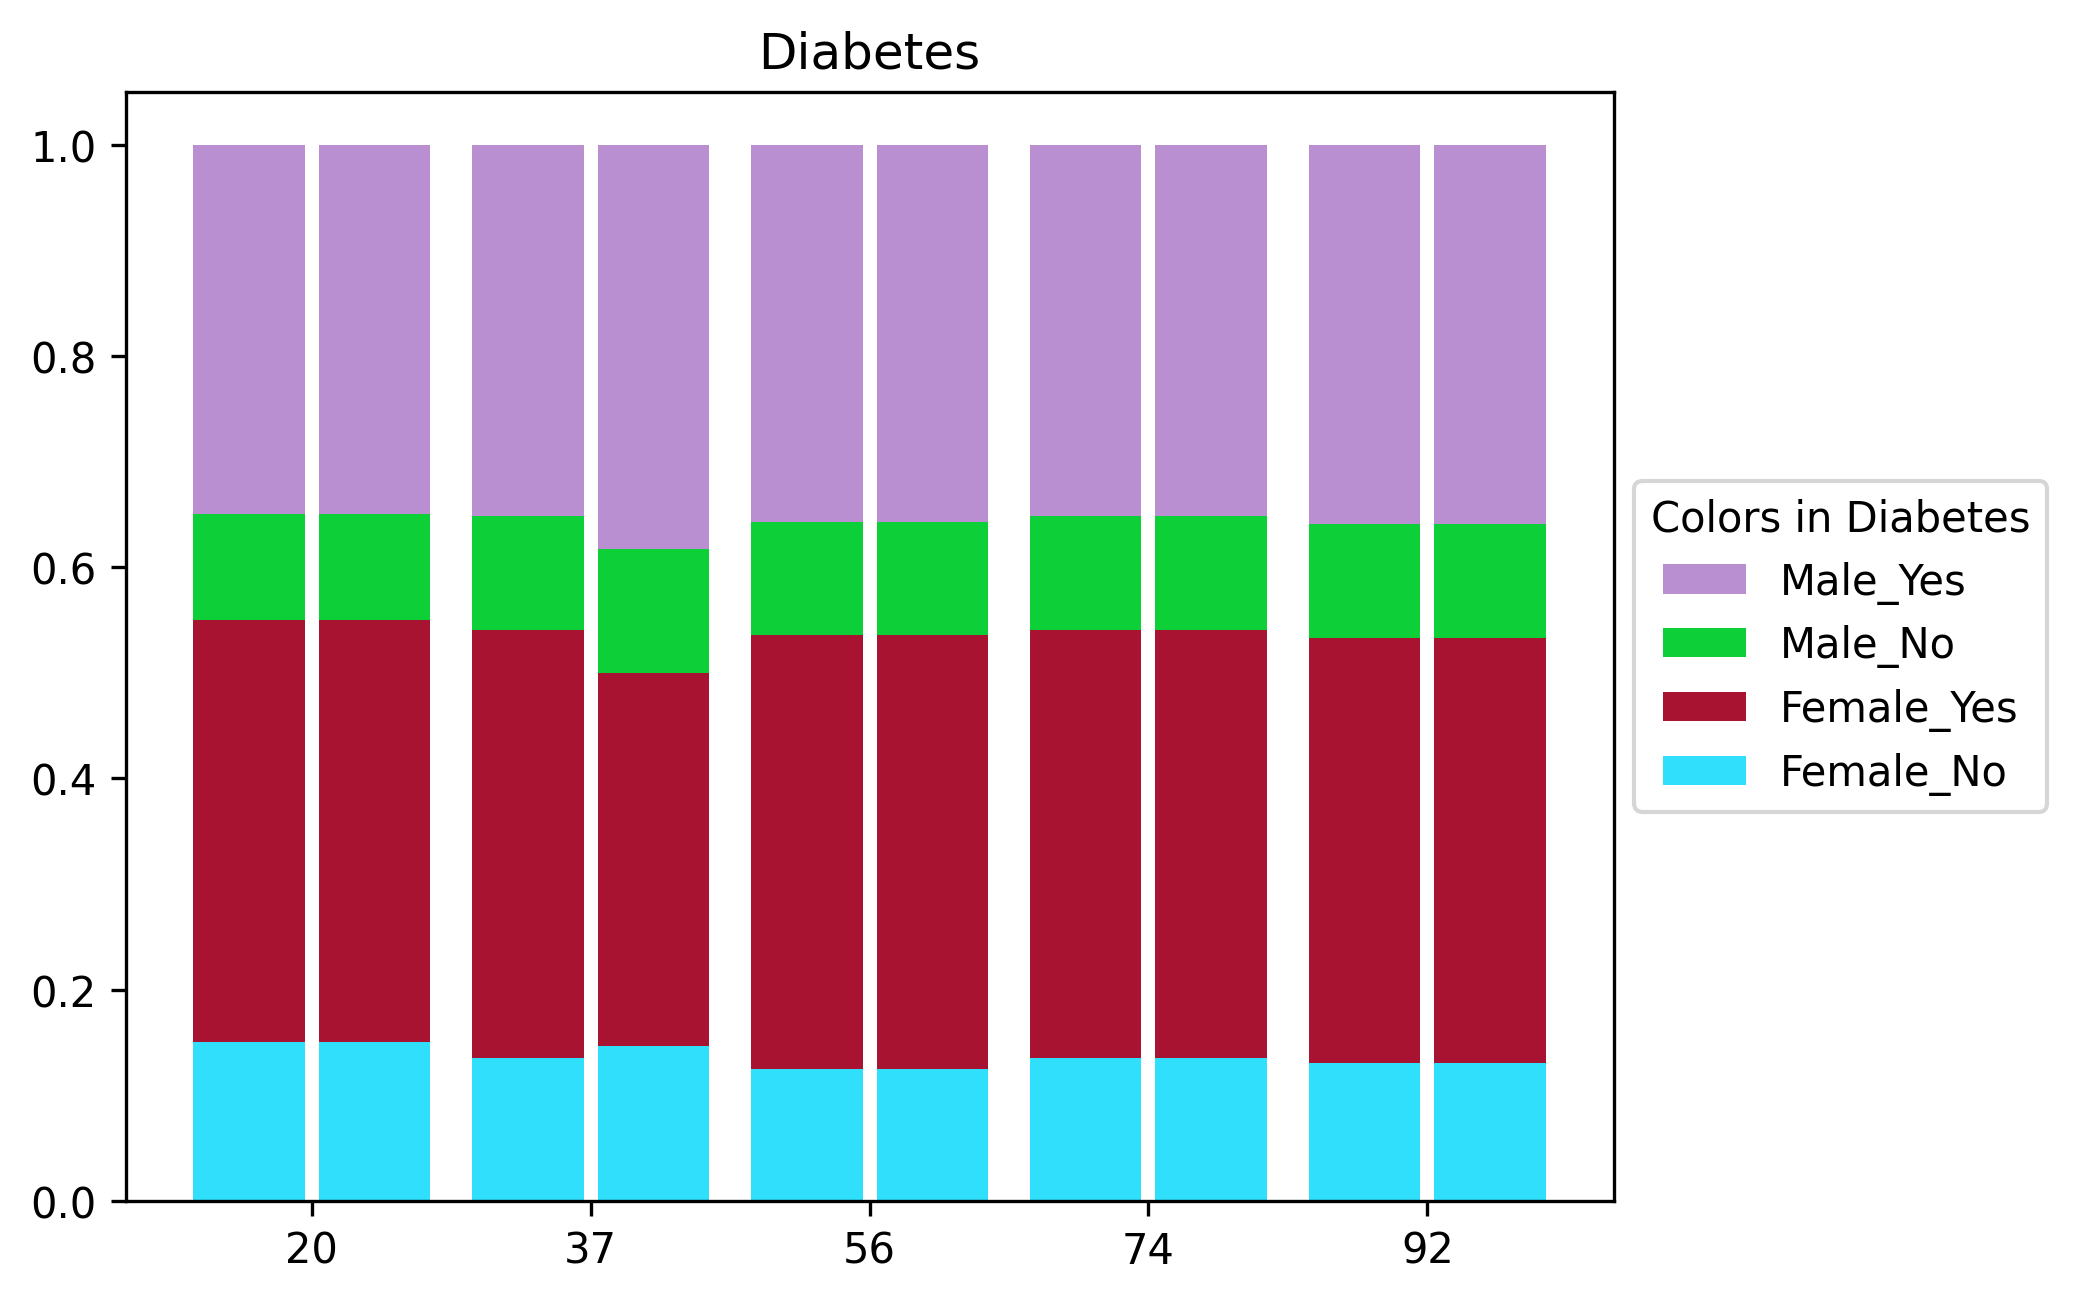 Diabetes
1.0
0.8
0.6
0.4
0.2
0.0
20 37 56 74 92
Colors in Diabetes
Male_Yes
Male_No
Female_Yes
Female_No